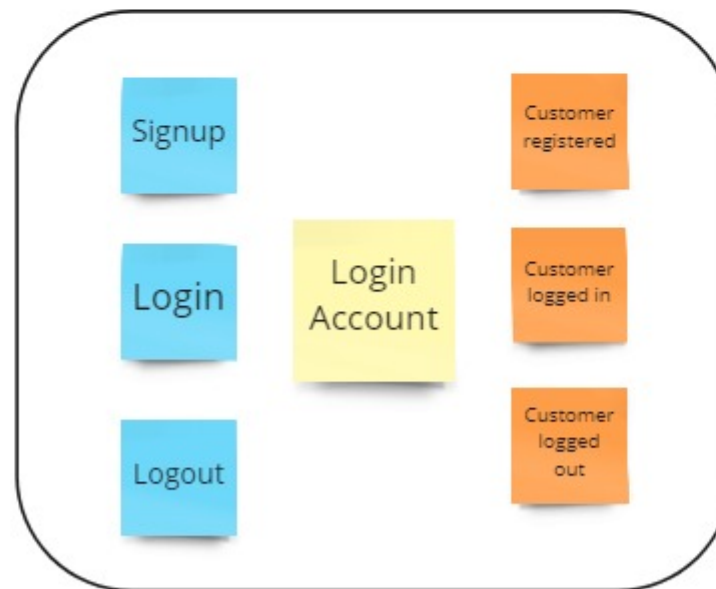 Signup
Customer
registered
Login
Login
Account
Customer
logged in
Logout
Customer
logged
out